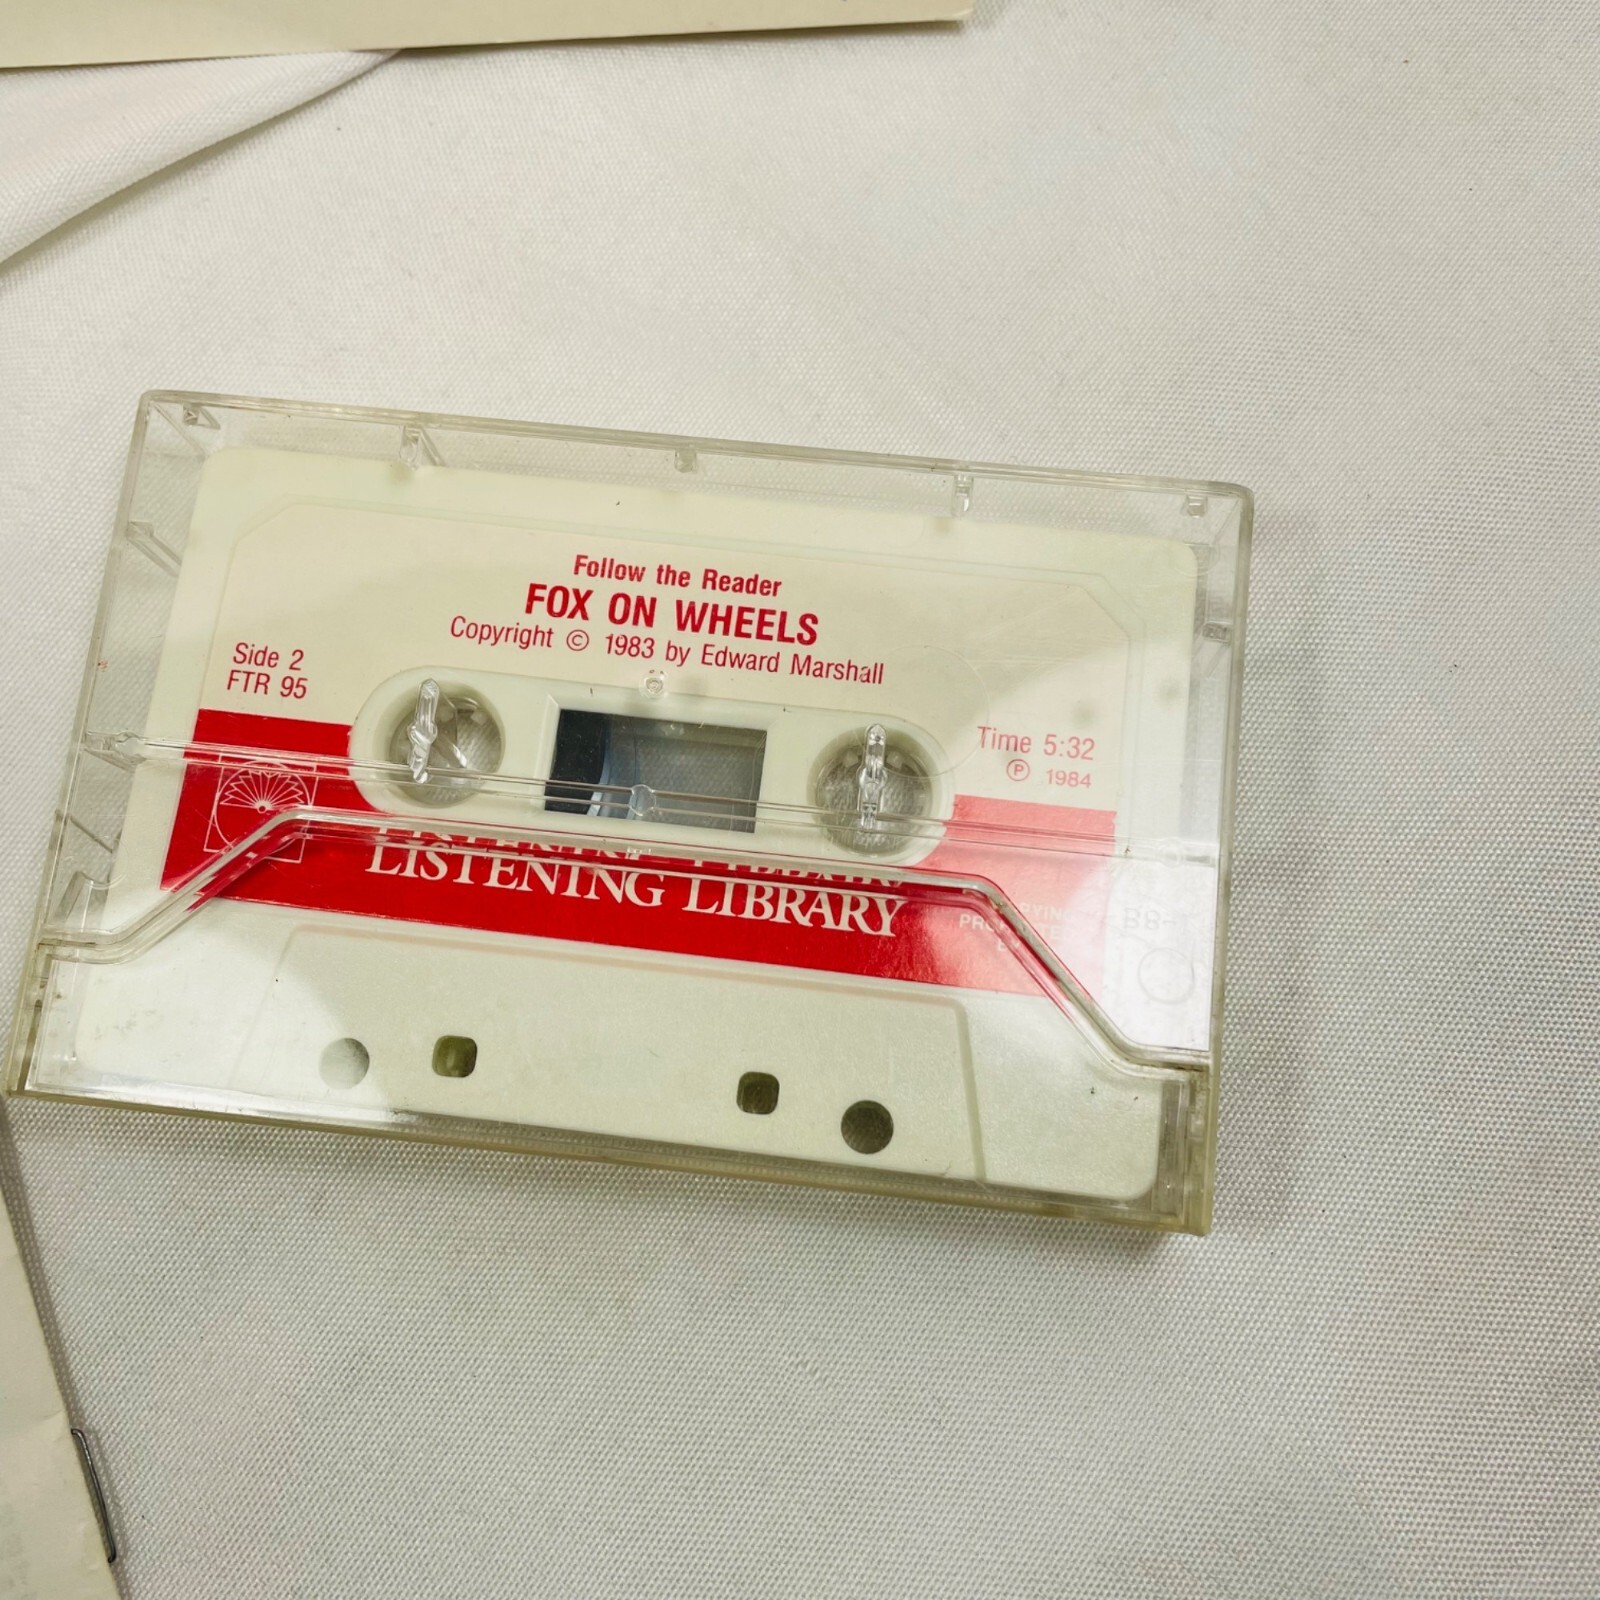 Follow the Reader
FOX ON WHEELS
Copyright © 1983 by Edward Marshall
Side 2
FTR 95
Time 5:32
℗ 1984
LISTENING LIBRARY